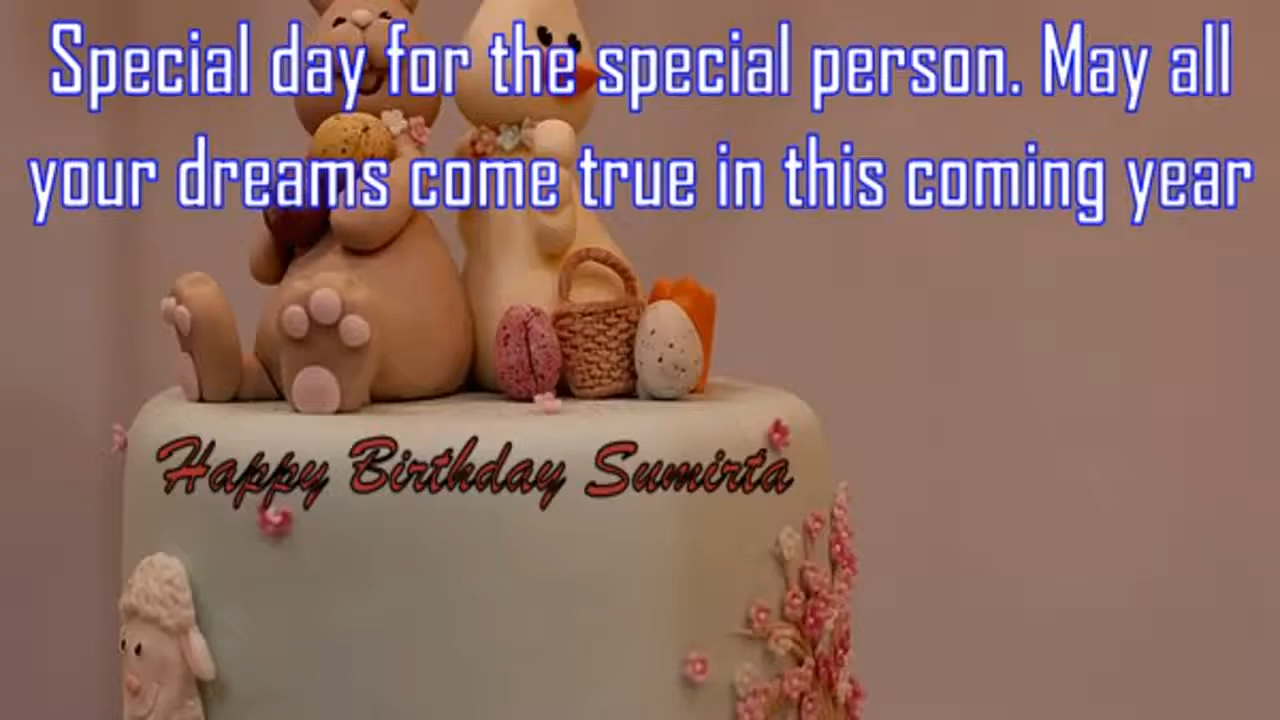 Special day for the special person. May all
your dreams come true in this coming year
Happy Birthday Sumirta